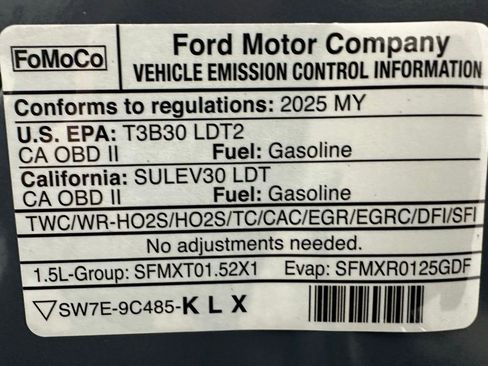 FoMoCo
Ford Motor Company
VEHICLE EMISSION CONTROL INFORMATION
Conforms to regulations: 2025 MY
U.S. EPA: T3B30 LDT2
CA OBD II Fuel: Gasoline
California: SULEV30 LDT
CA OBD II Fuel: Gasoline
TWC/WR-HO2S/HO2S/TC/CAC/EGR/EGRC/DFI/SFI
No adjustments needed.
1.5L-Group: SFMXT01.52X1 Evap: SFMXR0125GDF
SW7E-9C485-KLX